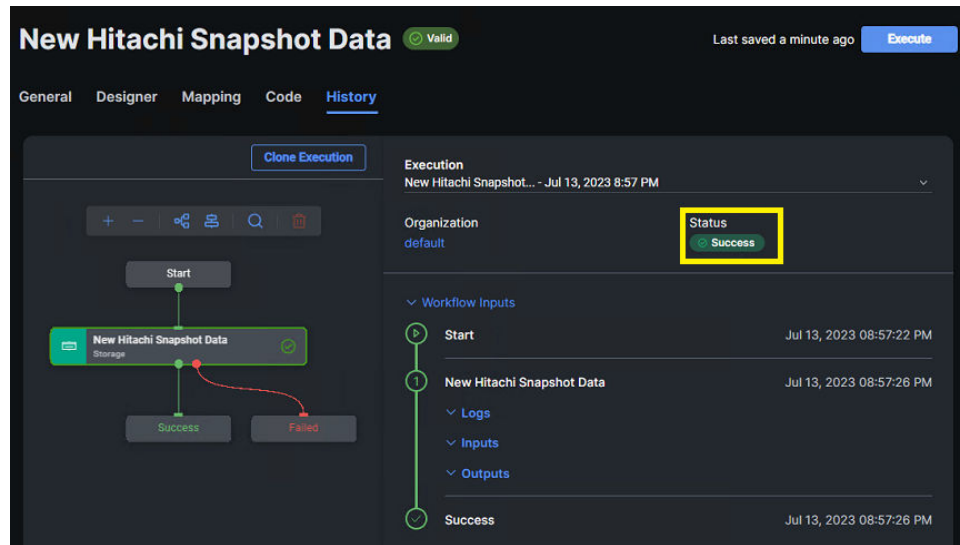 New Hitachi Snapshot Data Valid Last saved a minute ago Execute
General Designer Mapping Code History
Clone Execution
Start
New Hitachi Snapshot Data
Storage
Success Failed
Execution
New Hitachi Snapshot... - Jul 13, 2023 8:57 PM
Organization Status
default Success
Workflow Inputs
Start Jul 13, 2023 08:57:22 PM
1 New Hitachi Snapshot Data Jul 13, 2023 08:57:26 PM
Logs
Inputs
Outputs
Success Jul 13, 2023 08:57:26 PM